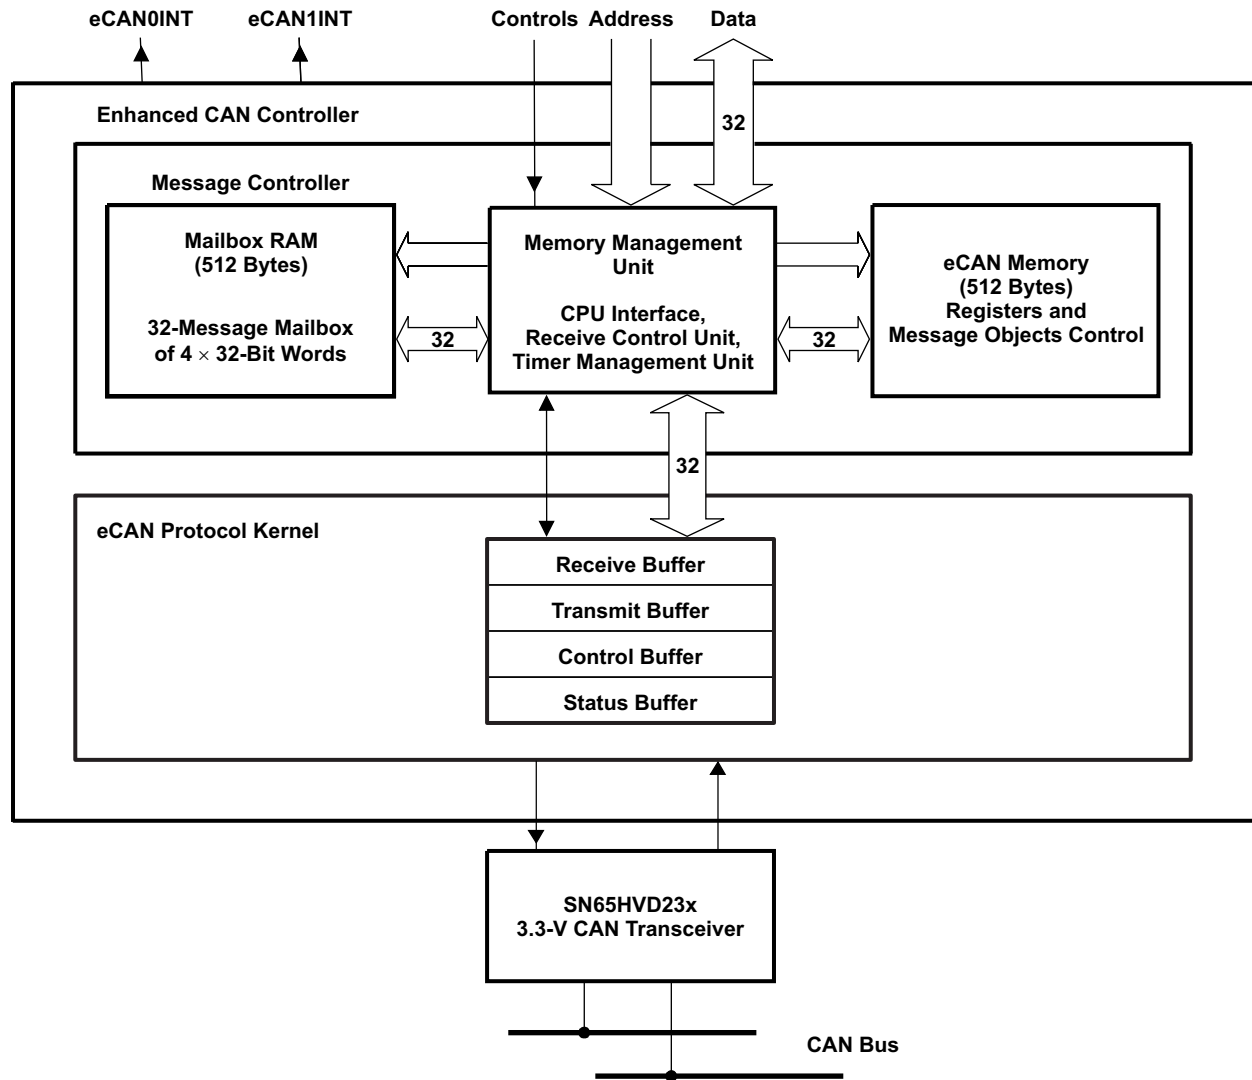 eCAN0INT
eCAN1INT
Controls
Address
Data
32
Enhanced CAN Controller
Message Controller
Mailbox RAM
(512 Bytes)
32-Message Mailbox
of 4 × 32-Bit Words
32
Memory Management
Unit
CPU Interface,
Receive Control Unit,
Timer Management Unit
32
eCAN Memory
(512 Bytes)
Registers and
Message Objects Control
32
eCAN Protocol Kernel
Receive Buffer
Transmit Buffer
Control Buffer
Status Buffer
SN65HVD23x
3.3-V CAN Transceiver
CAN Bus